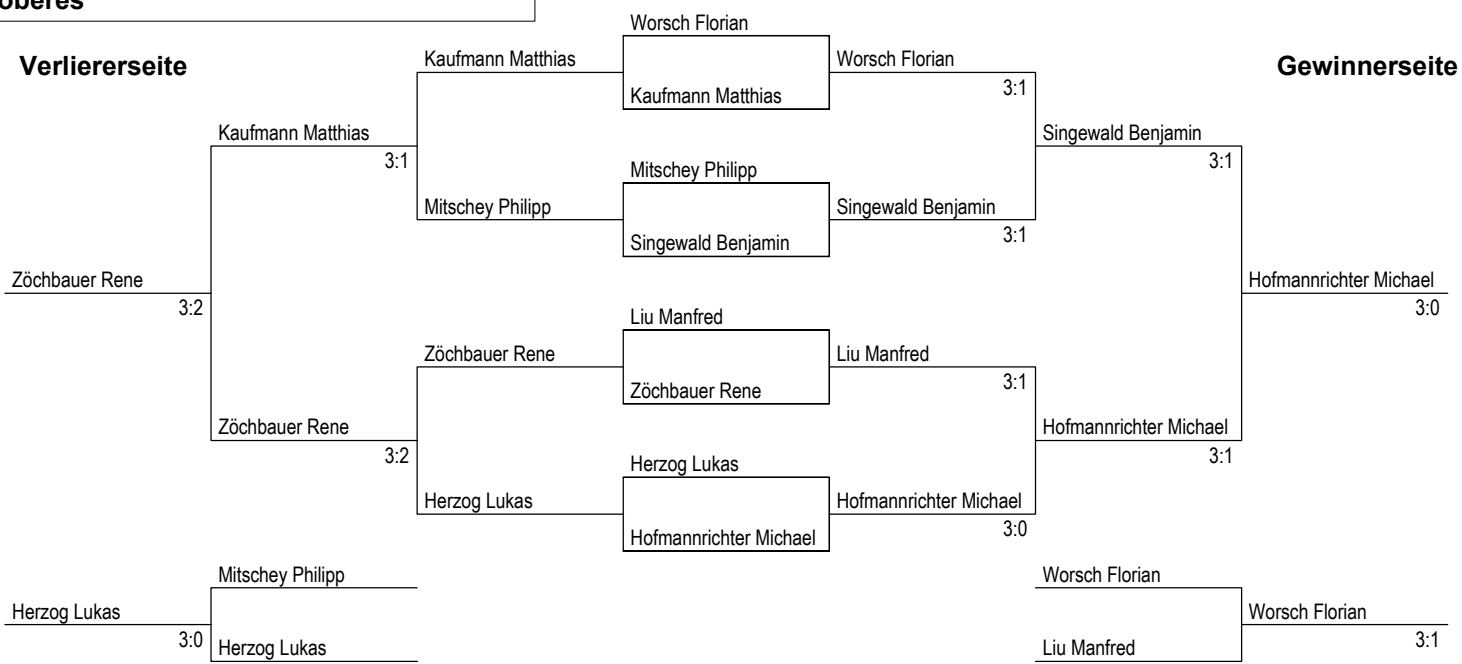 oberes
Verliererseite
Gewinnerseite
Worsch Florian
Kaufmann Matthias
Worsch Florian
3:1
Kaufmann Matthias
Kaufmann Matthias
3:1
Singewald Benjamin
3:1
Mitschey Philipp
Mitschey Philipp
Singewald Benjamin
3:1
Singewald Benjamin
Zöchbauer Rene
3:2
Hofmannrichter Michael
3:0
Liu Manfred
Zöchbauer Rene
Liu Manfred
3:1
Zöchbauer Rene
Zöchbauer Rene
3:2
Hofmannrichter Michael
3:1
Herzog Lukas
Herzog Lukas
Hofmannrichter Michael
3:0
Hofmannrichter Michael
Mitschey Philipp
Worsch Florian
Herzog Lukas
3:0
Worsch Florian
3:1
Herzog Lukas
Liu Manfred